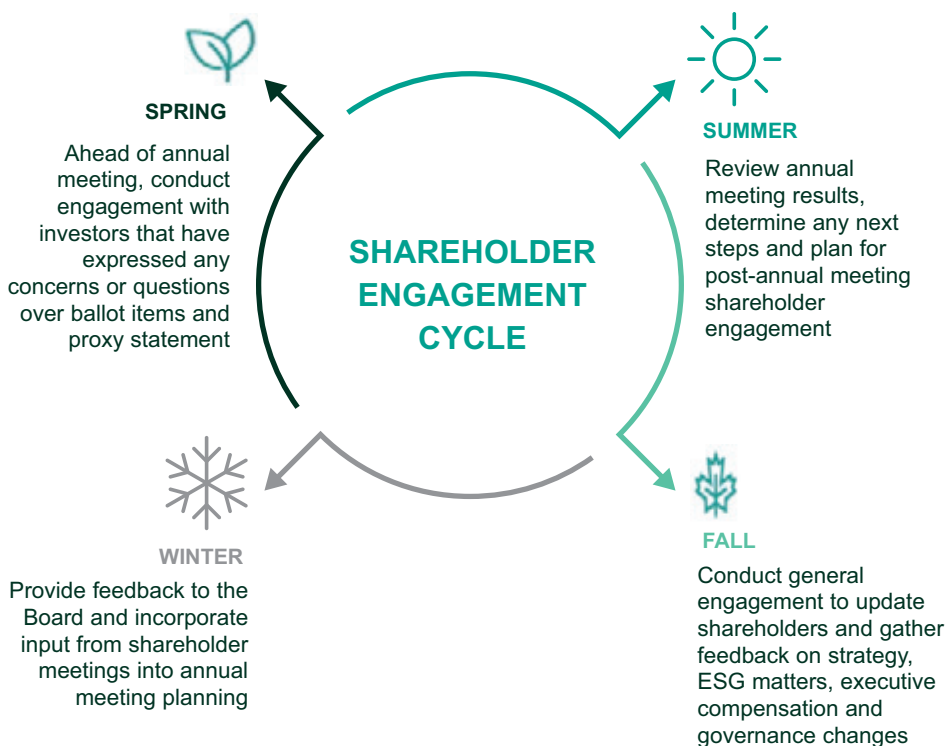 SPRING
Ahead of annual
meeting, conduct
engagement with
investors that have
expressed any
concerns or questions
over ballot items and
proxy statement
SHAREHOLDER
ENGAGEMENT
CYCLE
SUMMER
Review annual
meeting results,
determine any next
steps and plan for
post-annual meeting
shareholder
engagement
WINTER
Provide feedback to the
Board and incorporate
input from shareholder
meetings into annual
meeting planning
FALL
Conduct general
engagement to update
shareholders and gather
feedback on strategy,
ESG matters, executive
compensation and
governance changes